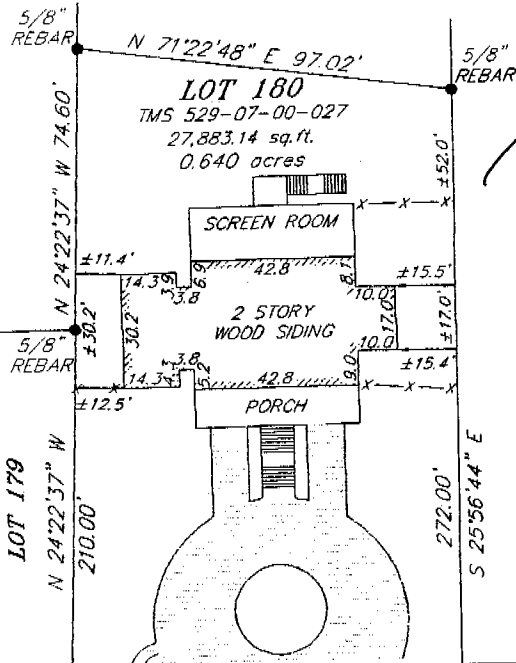 5/8"
REBAR
N 71°22'48" E 97.02'
5/8"
REBAR
LOT 180
TMS 529-07-00-027
27,883.14 sq.ft.
0.640 acres
N 24°22'37" W 74.60'
±52.0'
x x x
SCREEN ROOM
±11.4'
14.3
3.9
3.8
6.9
42.8
8.1
±15.5'
10.0
±30.2'
30.2'
2 STORY
WOOD SIDING
17.0'
±17.0'
5/8"
REBAR
10.0
±15.4'
14.3
4.3
3.8
5.2
42.8
9.0
x x x
±12.5'
PORCH
LOT 179
N 24°22'37" W
210.00'
272.00'
S 25°56'44" E